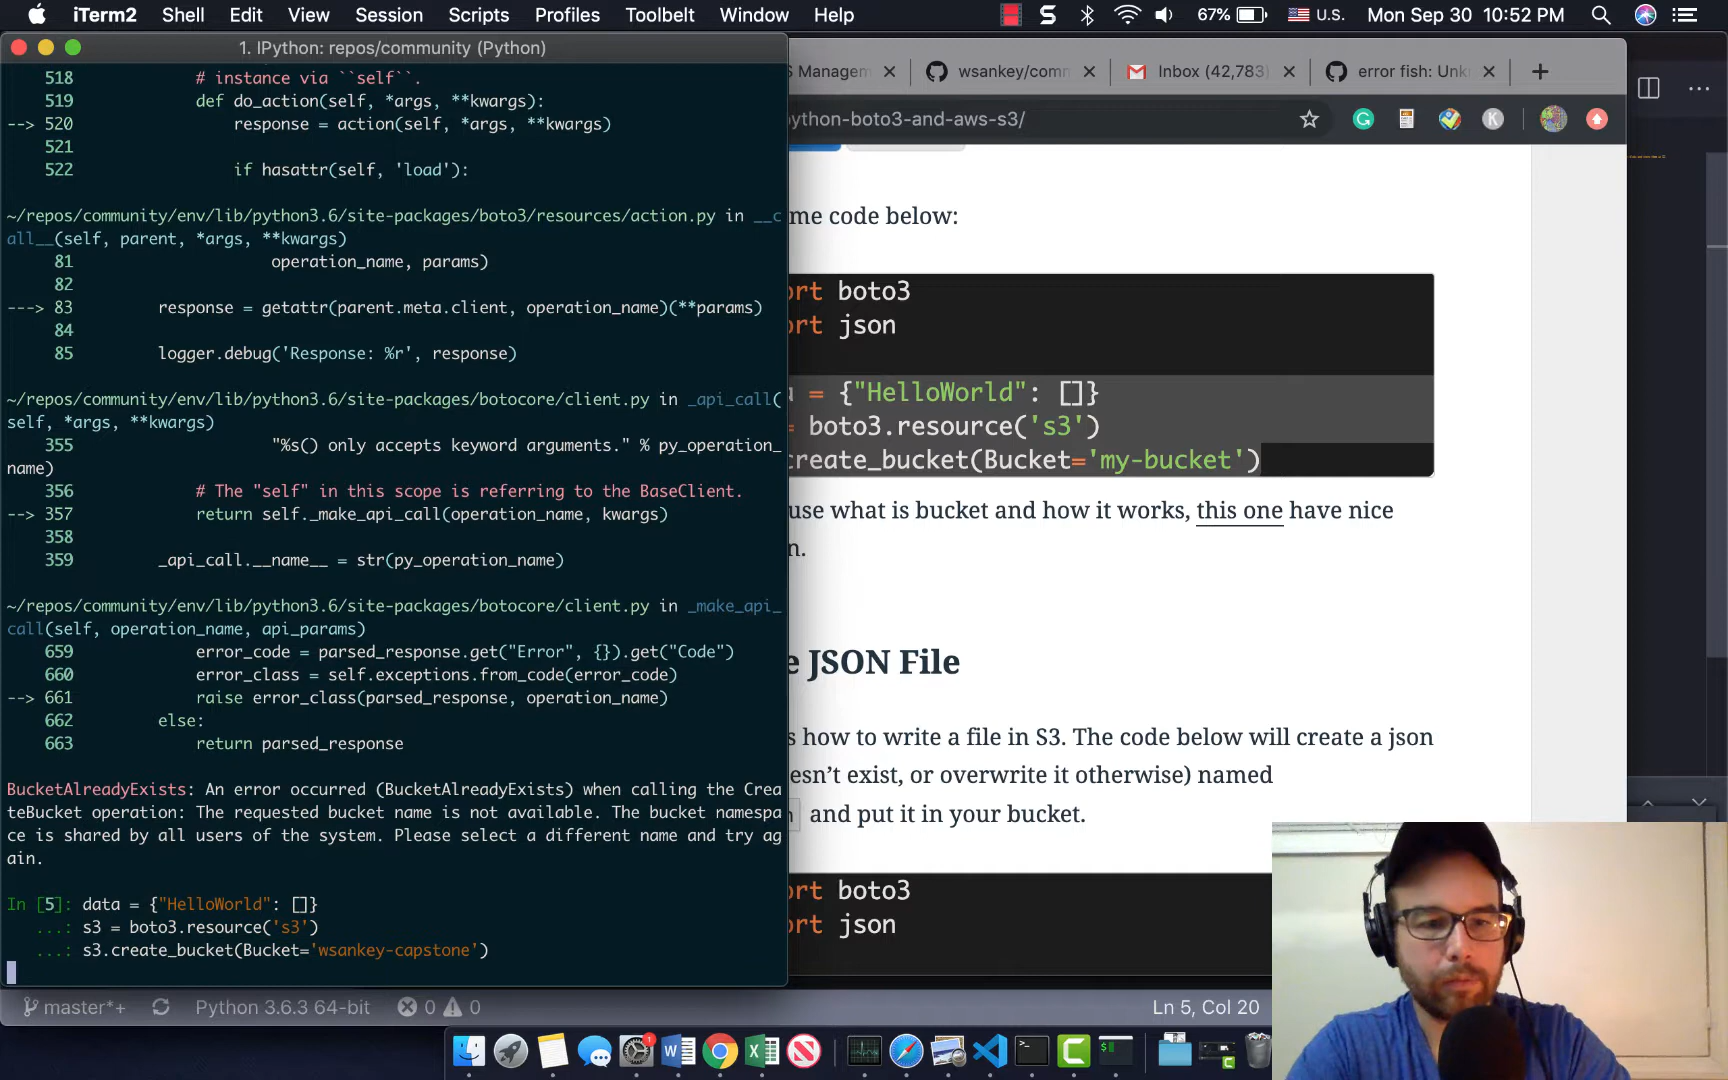 iTerm2 Shell Edit View Session Scripts Profiles Toolbelt Window Help 67% U.S. Mon Sep 30 10:52 PM
1. IPython: repos/community (Python)
518 # instance via ``self``.
519 def do_action(self, *args, **kwargs):
--> 520 response = action(self, *args, **kwargs)
521
522 if hasattr(self, 'load'):
~/repos/community/env/lib/python3.6/site-packages/boto3/resources/action.py in __c
all__(self, parent, *args, **kwargs)
81 operation_name, params)
82
---> 83 response = getattr(parent.meta.client, operation_name)(**params)
84
85 logger.debug('Response: %r', response)
~/repos/community/env/lib/python3.6/site-packages/botocore/client.py in _api_call(
self, *args, **kwargs)
355 "%s() only accepts keyword arguments." % py_operation_
name)
356 # The "self" in this scope is referring to the BaseClient.
--> 357 return self._make_api_call(operation_name, kwargs)
358
359 _api_call.__name__ = str(py_operation_name)
~/repos/community/env/lib/python3.6/site-packages/botocore/client.py in _make_api_
call(self, operation_name, api_params)
659 error_code = parsed_response.get("Error", {}).get("Code")
660 error_class = self.exceptions.from_code(error_code)
--> 661 raise error_class(parsed_response, operation_name)
662 else:
663 return parsed_response
BucketAlreadyExists: An error occurred (BucketAlreadyExists) when calling the Crea
teBucket operation: The requested bucket name is not available. The bucket namespa
ce is shared by all users of the system. Please select a different name and try ag
ain.
In [5]: data = {"HelloWorld": []}
...: s3 = boto3.resource('s3')
...: s3.create_bucket(Bucket='wsankey-capstone')
S Managem wsankey/comm Inbox (42,783) error fish: Unk
ython-boto3-and-aws-s3/
me code below:
ort boto3
ort json
= {"HelloWorld": []}
= boto3.resource('s3')
create_bucket(Bucket='my-bucket')
use what is bucket and how it works, this one have nice
n.
e JSON File
s how to write a file in S3. The code below will create a json
esn't exist, or overwrite it otherwise) named
and put it in your bucket.
ort boto3
ort json
master*+ Python 3.6.3 64-bit 0 0 Ln 5, Col 20